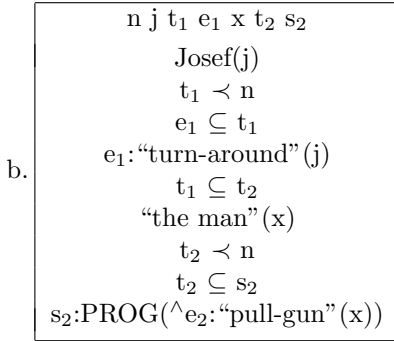 n j t₁ e₁ x t₂ s₂
Josef(j)
t₁ ≺ n
e₁ ⊆ t₁
e₁:“turn-around”(j)
t₁ ⊆ t₂
b. “the man”(x)
t₂ ≺ n
t₂ ⊆ s₂
s₂:PROG(^e₂:“pull-gun”(x))